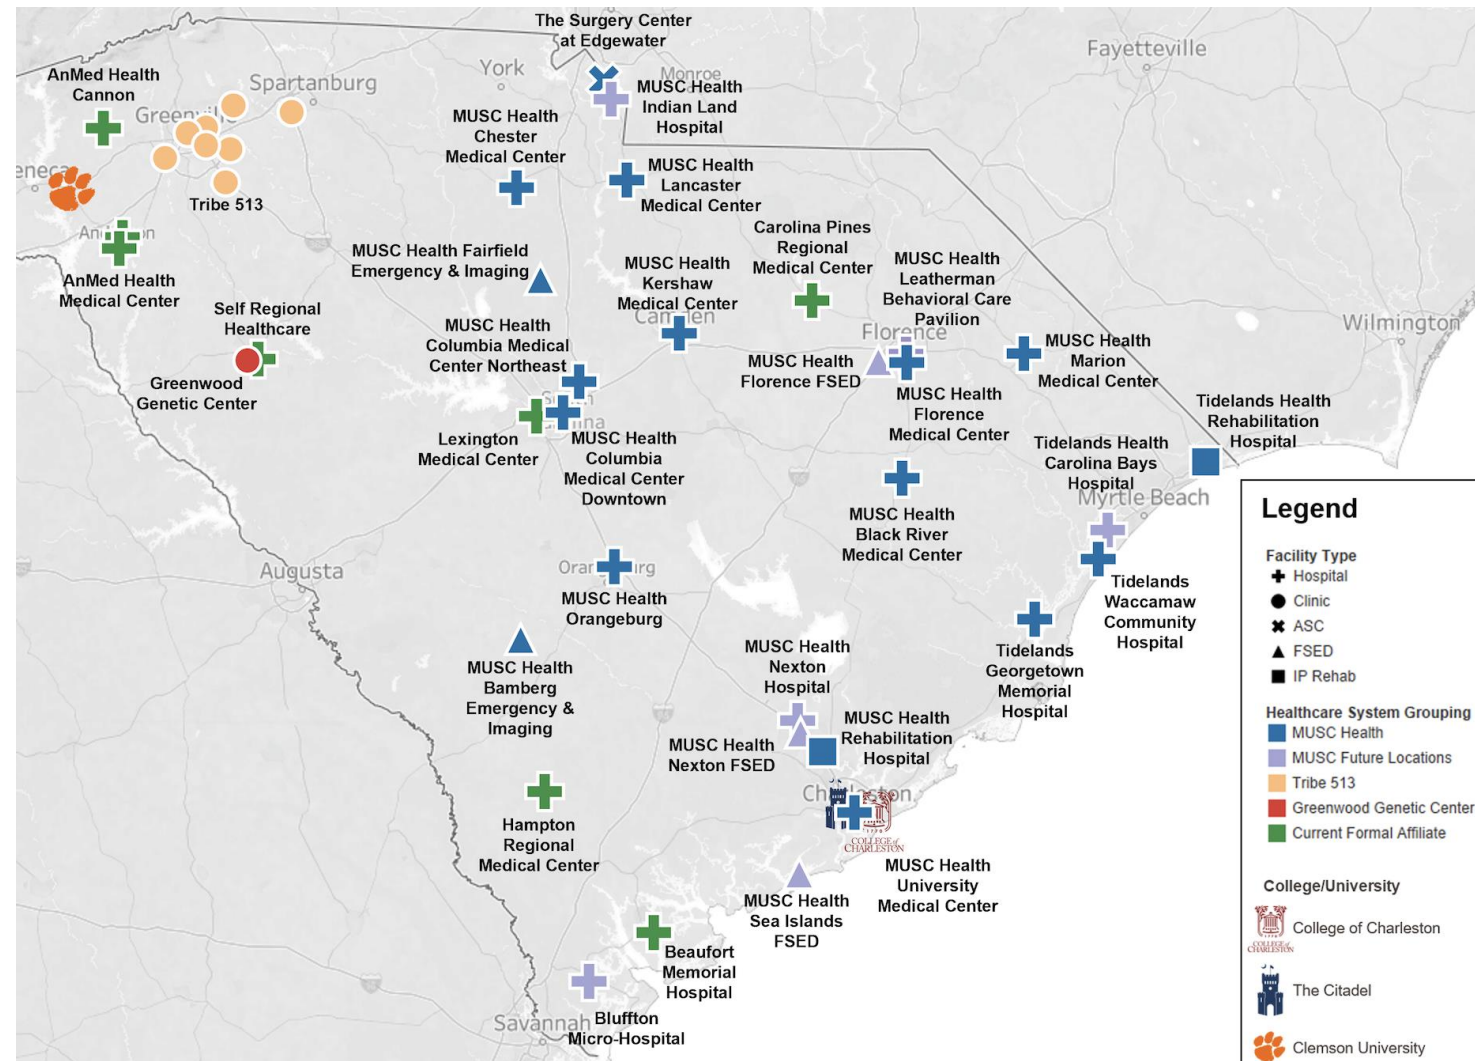 The Surgery Center
at Edgewater
Fayetteville
AnMed Health
Cannon
Spartanburg
York
Monroe
MUSC Health
Indian Land
Hospital
Greenville
MUSC Health
Chester
Medical Center
eneca
MUSC Health
Lancaster
Medical Center
Tribe 513
AnMed Health
Medical Center
MUSC Health Fairfield
Emergency & Imaging
MUSC Health
Kershaw
Medical Center
Camden
Carolina Pines
Regional
Medical Center
MUSC Health
Leatherman
Behavioral Care
Pavilion
Florence
Wilmington
Self Regional
Healthcare
Greenwood
Genetic Center
MUSC Health
Columbia Medical
Center Northeast
MUSC Health
Florence FSED
MUSC Health
Marion
Medical Center
MUSC Health
Florence
Medical Center
Tidelands Health
Rehabilitation
Hospital
Lexington
Medical Center
MUSC Health
Columbia
Medical Center
Downtown
Tidelands Health
Carolina Bays
Hospital
Myrtle Beach
MUSC Health
Black River
Medical Center
Augusta
MUSC Health
Orangeburg
Tidelands
Waccamaw
Community
Hospital
MUSC Health
Bamberg
Emergency &
Imaging
MUSC Health
Nexton
Hospital
Tidelands
Georgetown
Memorial
Hospital
MUSC Health
Nexton FSED
MUSC Health
Rehabilitation
Hospital
Charleston
COLLEGE of
CHARLESTON
Hampton
Regional
Medical Center
MUSC Health
University
Medical Center
MUSC Health
Sea Islands
FSED
Beaufort
Memorial
Hospital
Savannah
Bluffton
Micro-Hospital
Legend
Facility Type
Hospital
Clinic
ASC
FSED
IP Rehab
Healthcare System Grouping
MUSC Health
MUSC Future Locations
Tribe 513
Greenwood Genetic Center
Current Formal Affiliate
College/University
COLLEGE of
CHARLESTON
College of Charleston
The Citadel
Clemson University